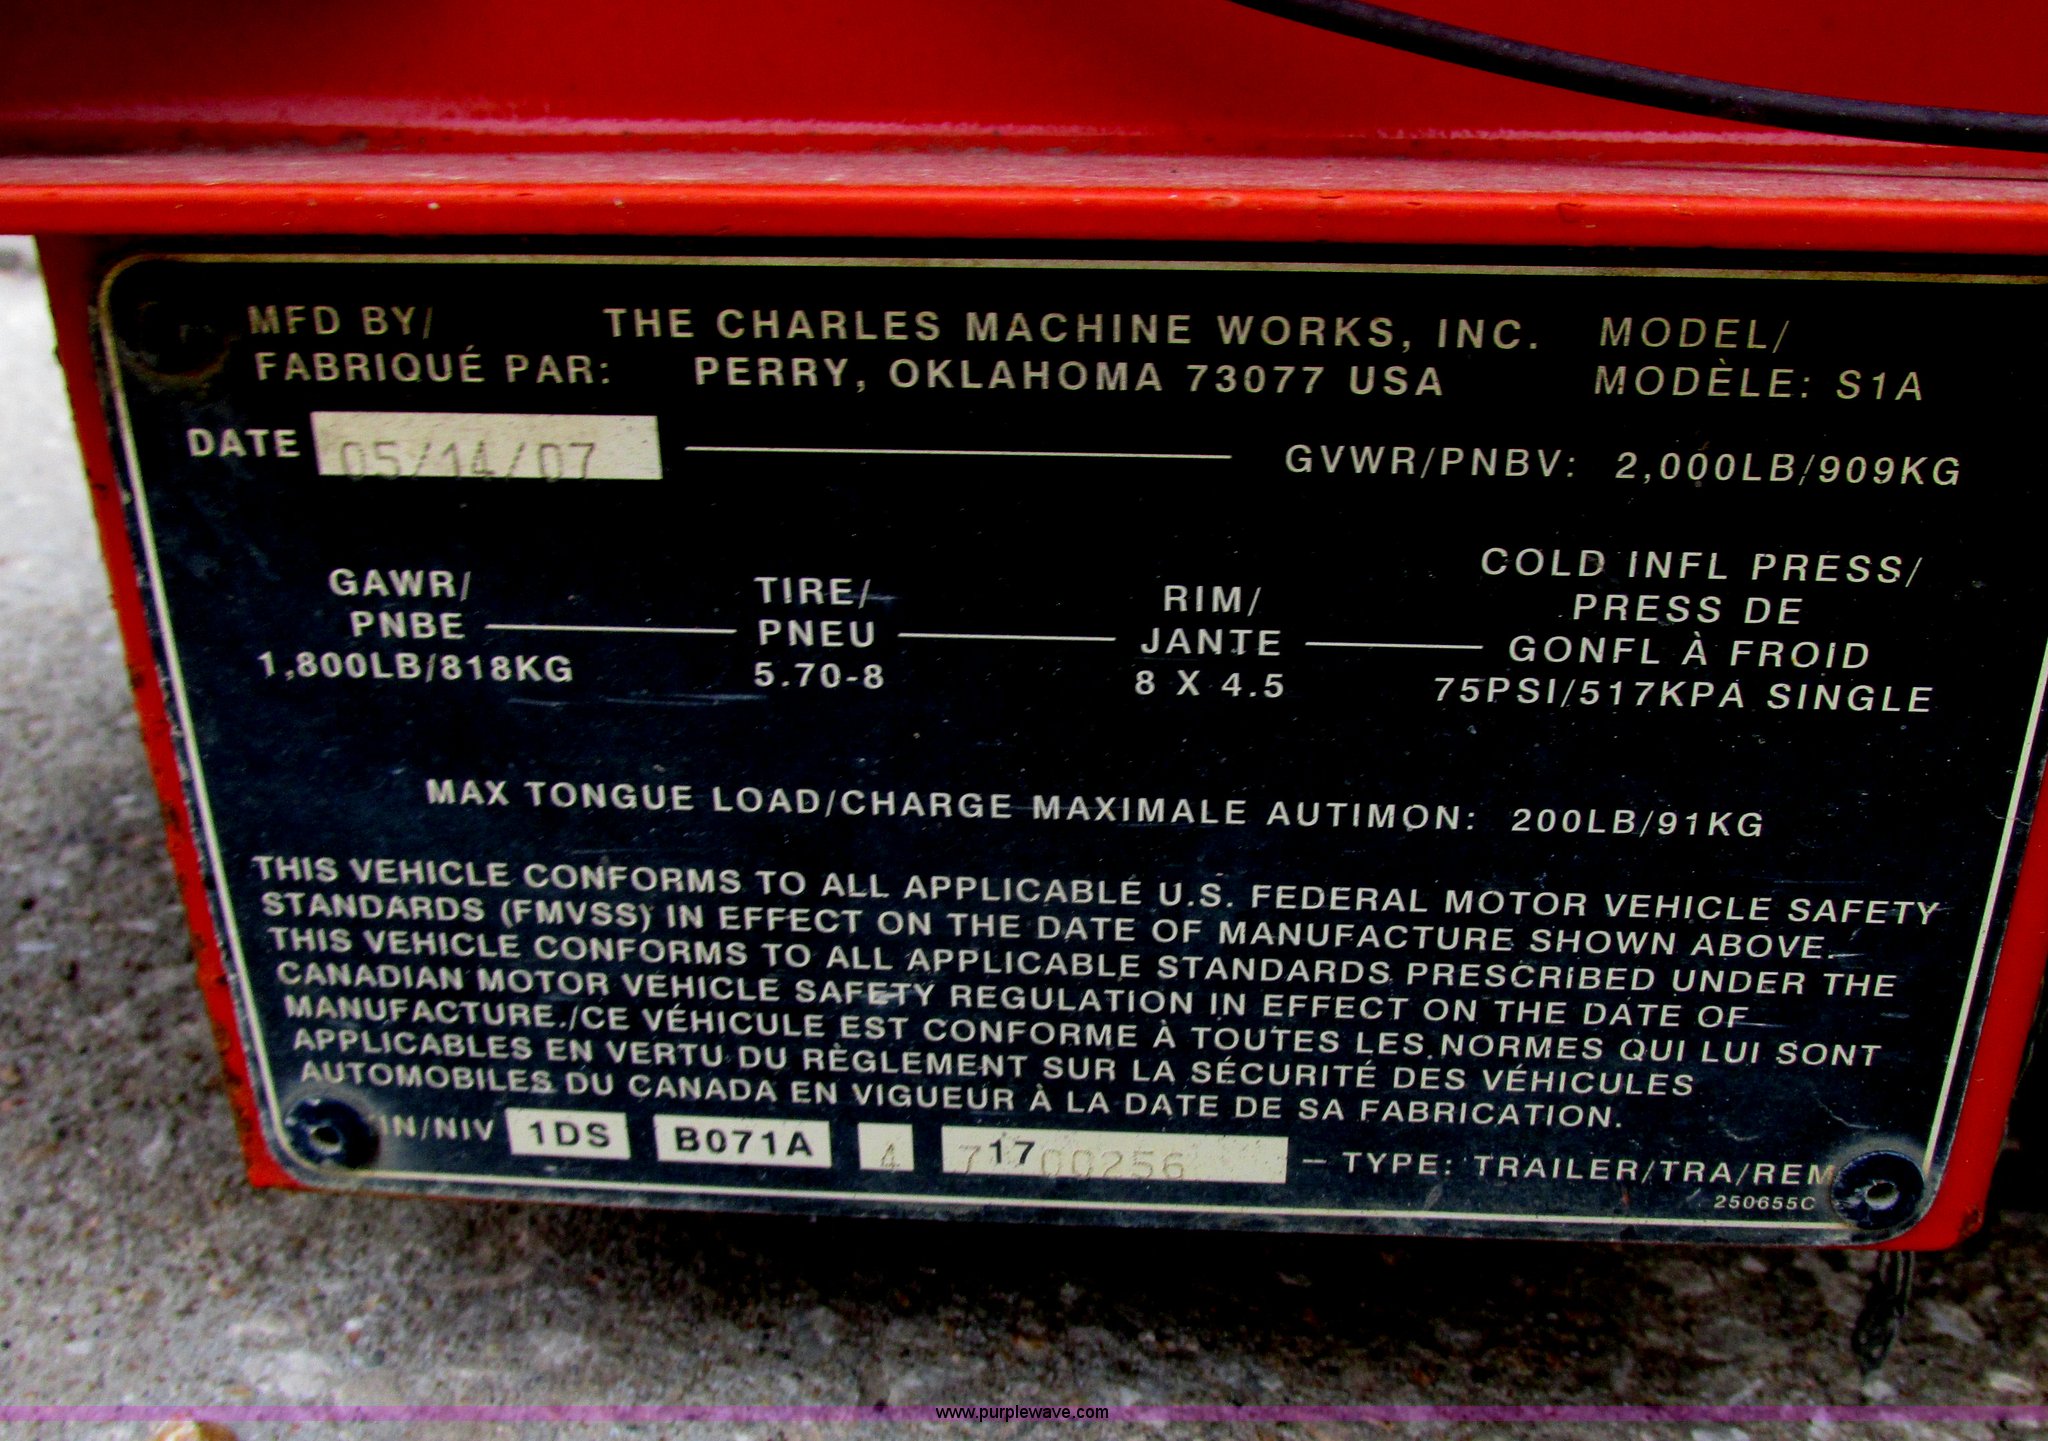 MFD BY/ THE CHARLES MACHINE WORKS, INC. MODEL/
FABRIQUÉ PAR: PERRY, OKLAHOMA 73077 USA MODÈLE: S1A
DATE 05/14/07 GVWR/PNBV: 2,000LB/909KG
GAWR/
PNBE
1,800LB/818KG
TIRE/
PNEU
5.70-8
RIM/
JANTE
8 X 4.5
COLD INFL PRESS/
PRESS DE
GONFL À FROID
75PSI/517KPA SINGLE
MAX TONGUE LOAD/CHARGE MAXIMALE AUTIMON: 200LB/91KG
THIS VEHICLE CONFORMS TO ALL APPLICABLE U.S. FEDERAL MOTOR VEHICLE SAFETY
STANDARDS (FMVSS) IN EFFECT ON THE DATE OF MANUFACTURE SHOWN ABOVE.
THIS VEHICLE CONFORMS TO ALL APPLICABLE STANDARDS PRESCRIBED UNDER THE
CANADIAN MOTOR VEHICLE SAFETY REGULATION IN EFFECT ON THE DATE OF
MANUFACTURE./CE VÉHICULE EST CONFORME À TOUTES LES NORMES QUI LUI SONT
APPLICABLES EN VERTU DU RÈGLEMENT SUR LA SÉCURITÉ DES VÉHICULES
AUTOMOBILES DU CANADA EN VIGUEUR À LA DATE DE SA FABRICATION.
IN/NIV 1DS B071A 4 7 17 00256 – TYPE: TRAILER/TRA/REM
250655C
www.purplewave.com